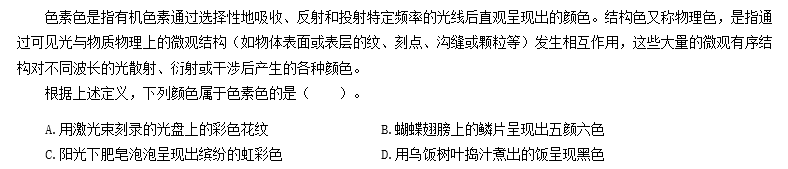 色素色是指有机色素通过选择性地吸收、反射和投射特定频率的光线后直观呈现出的颜色。结构色又称物理色，是指通
过可见光与物质物理上的微观结构（如物体表面或表层的纹、刻点、沟缝或颗粒等）发生相互作用，这些大量的微观有序结
构对不同波长的光散射、衍射或干涉后产生的各种颜色。
根据上述定义，下列颜色属于色素色的是（　　）。
A.用激光束刻录的光盘上的彩色花纹
B.蝴蝶翅膀上的鳞片呈现出五颜六色
C.阳光下肥皂泡泡呈现出缤纷的虹彩色
D.用乌饭树叶捣汁煮出的饭呈现黑色